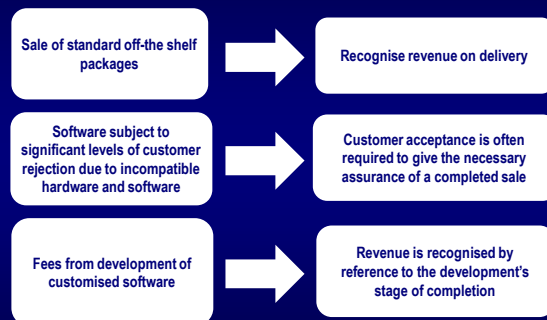 Sale of standard off-the shelf
packages
Recognise revenue on delivery
Software subject to
significant levels of customer
rejection due to incompatible
hardware and software
Customer acceptance is often
required to give the necessary
assurance of a completed sale
Fees from development of
customised software
Revenue is recognised by
reference to the development's
stage of completion